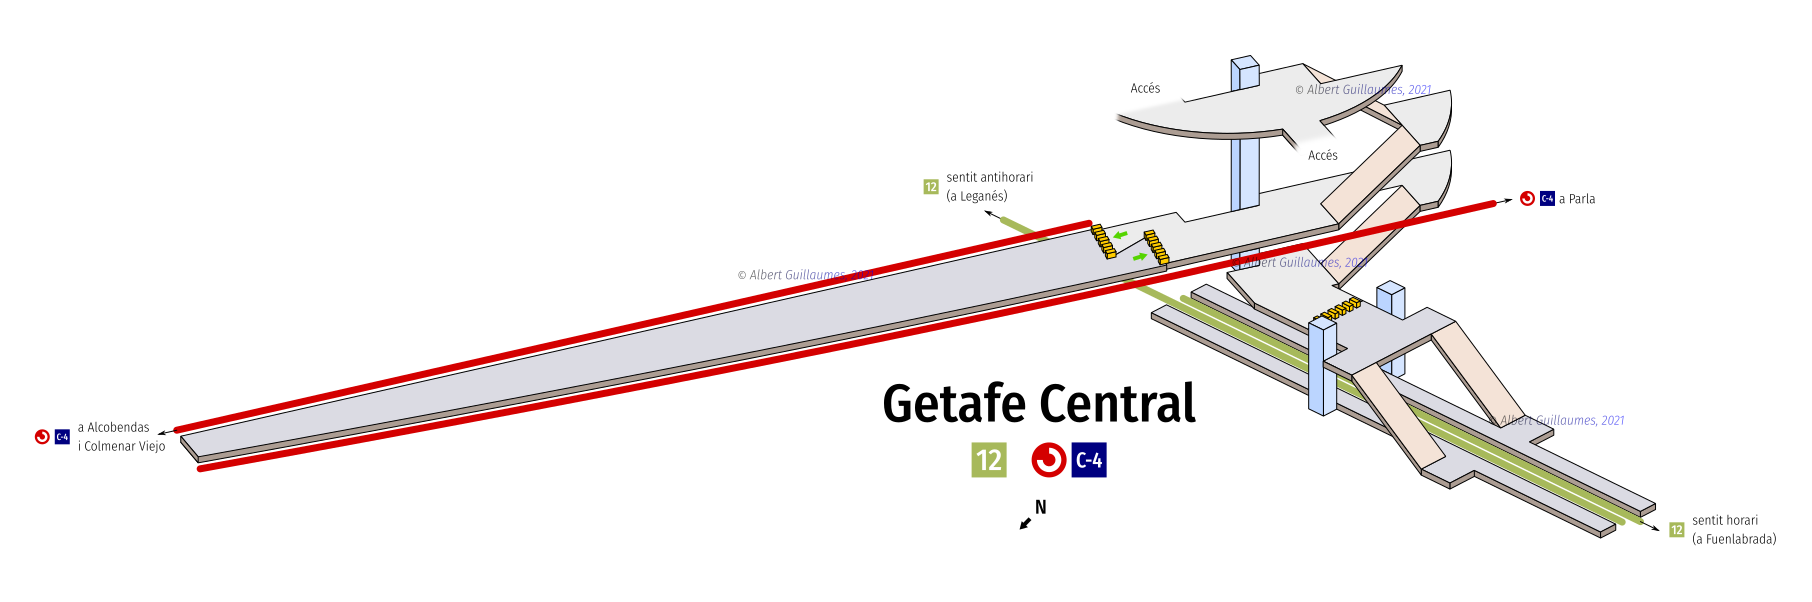 Accés
© Albert Guillaumes, 2021
Accés
12 sentit antihorari
(a Leganés)
C-4 a Parla
© Albert Guillaumes, 2021
© Albert Guillaumes, 2021
Getafe Central
12 C-4
© Albert Guillaumes, 2021
C-4 a Alcobendas
i Colmenar Viejo
N
12 sentit horari
(a Fuenlabrada)